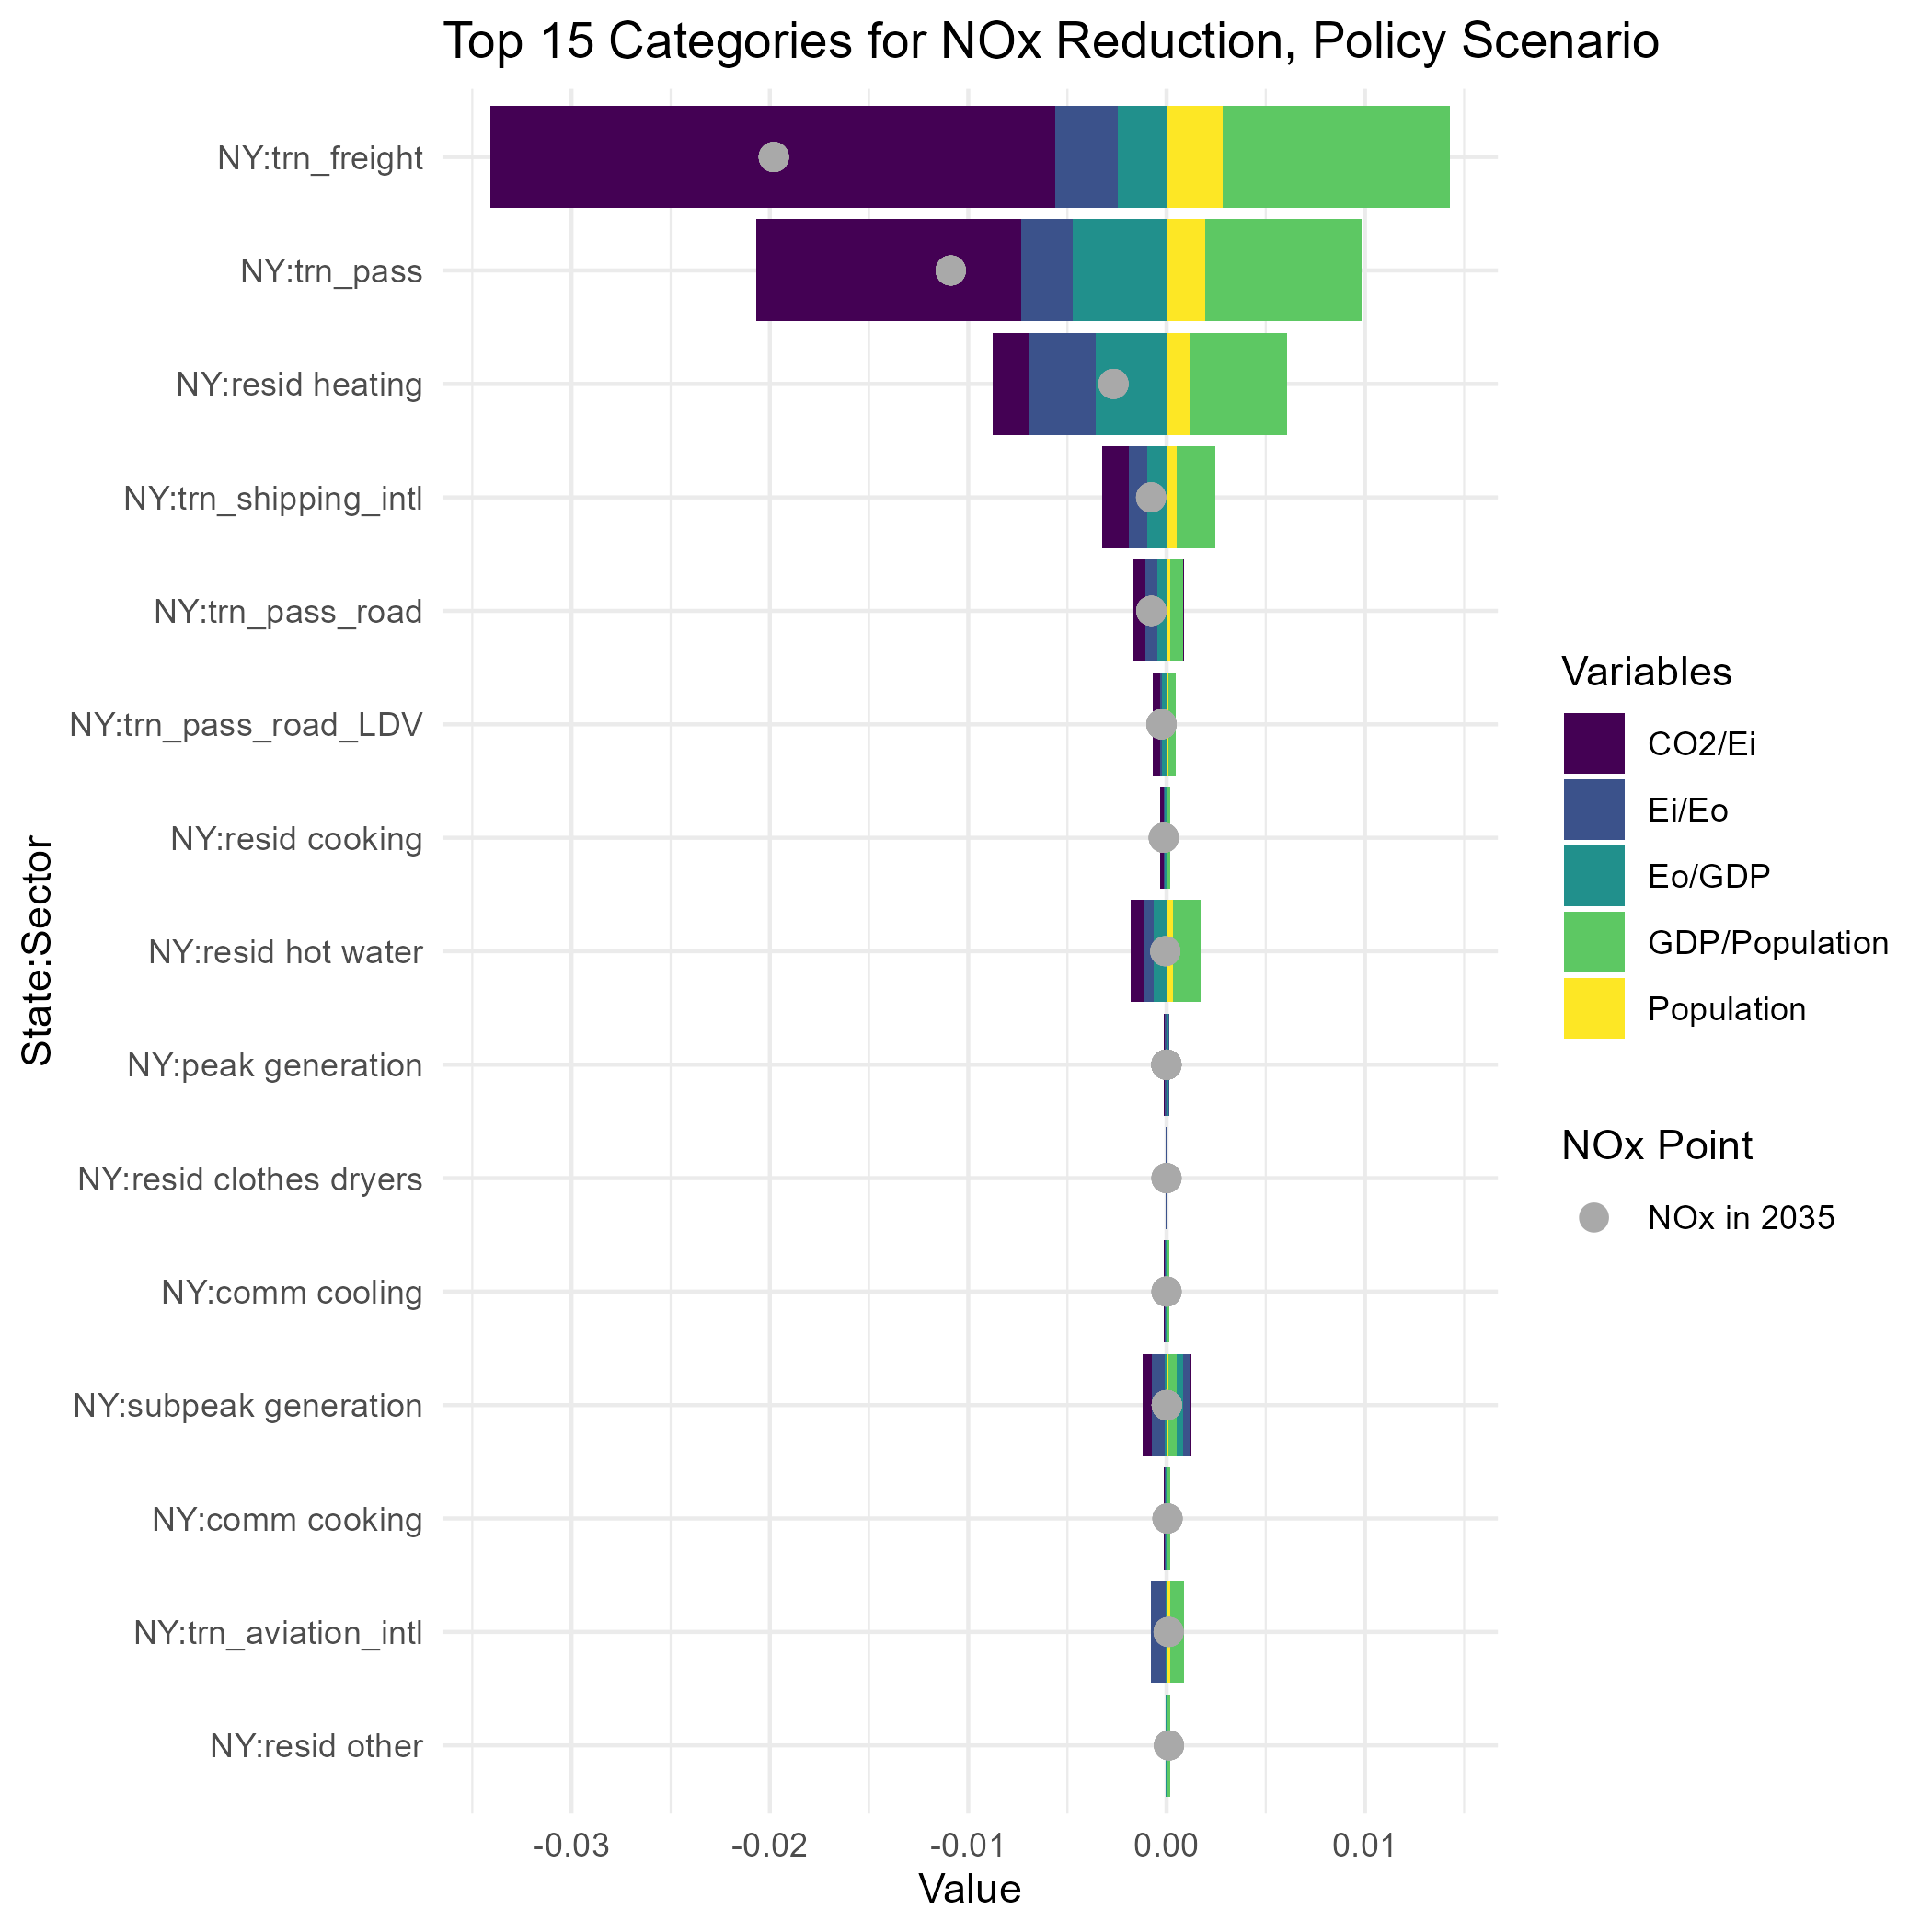 Top 15 Categories for NOx Reduction, Policy Scenario
State:Sector
NY:trn_freight
NY:trn_pass
NY:resid heating
NY:trn_shipping_intl
NY:trn_pass_road
NY:trn_pass_road_LDV
NY:resid cooking
NY:resid hot water
NY:peak generation
NY:resid clothes dryers
NY:comm cooling
NY:subpeak generation
NY:comm cooking
NY:trn_aviation_intl
NY:resid other
-0.03
-0.02
-0.01
0.00
0.01
Value
Variables
CO2/Ei
Ei/Eo
Eo/GDP
GDP/Population
Population
NOx Point
NOx in 2035